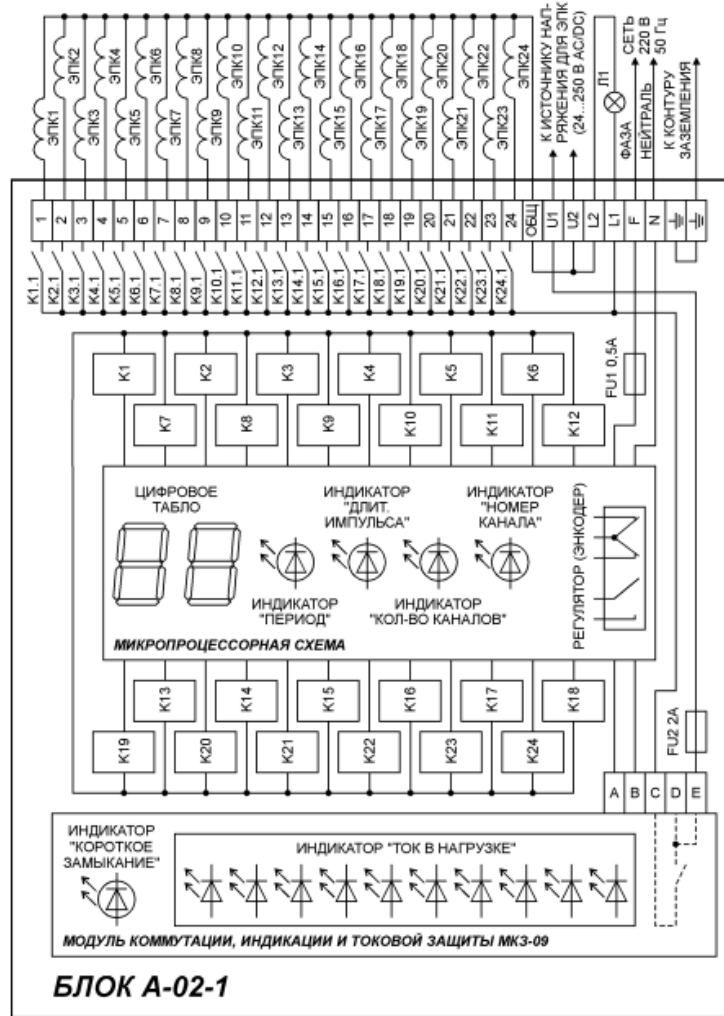 ЭПК1
ЭПК2
ЭПК3
ЭПК4
ЭПК5
ЭПК6
ЭПК7
ЭПК8
ЭПК9
ЭПК10
ЭПК11
ЭПК12
ЭПК13
ЭПК14
ЭПК15
ЭПК16
ЭПК17
ЭПК18
ЭПК19
ЭПК20
ЭПК21
ЭПК22
ЭПК23
ЭПК24
К ИСТОЧНИКУ НАП-
РЯЖЕНИЯ ДЛЯ ЭПК
(24...250 В AC/DC)
Л1
ФАЗА
НЕЙТРАЛЬ
СЕТЬ
220 В
50 Гц
К КОНТУРУ
ЗАЗЕМЛЕНИЯ
1
2
3
4
5
6
7
8
9
10
11
12
13
14
15
16
17
18
19
20
21
22
23
24
ОБЩ
U1
U2
L2
L1
F
N
K1.1
K2.1
K3.1
K4.1
K5.1
K6.1
K7.1
K8.1
K9.1
K10.1
K11.1
K12.1
K13.1
K14.1
K15.1
K16.1
K17.1
K18.1
K19.1
K20.1
K21.1
K22.1
K23.1
K24.1
K1
K2
K3
K4
K5
K6
FU1 0,5A
K7
K8
K9
K10
K11
K12
ЦИФРОВОЕ
ТАБЛО
ИНДИКАТОР
"ДЛИТ.
ИМПУЛЬСА"
ИНДИКАТОР
"НОМЕР
КАНАЛА"
ИНДИКАТОР
"ПЕРИОД"
ИНДИКАТОР
"КОЛ-ВО КАНАЛОВ"
РЕГУЛЯТОР (ЭНКОДЕР)
МИКРОПРОЦЕССОРНАЯ СХЕМА
K13
K14
K15
K16
K17
K18
K19
K20
K21
K22
K23
K24
FU2 2A
A
B
C
D
E
ИНДИКАТОР
"КОРОТКОЕ
ЗАМЫКАНИЕ"
ИНДИКАТОР "ТОК В НАГРУЗКЕ"
МОДУЛЬ КОММУТАЦИИ, ИНДИКАЦИИ И ТОКОВОЙ ЗАЩИТЫ МКЗ-09
БЛОК А-02-1